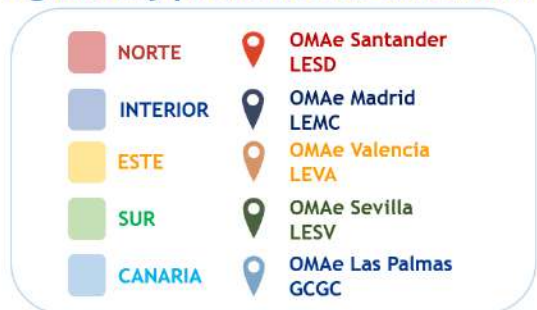 NORTE
OMAe Santander
LESD
INTERIOR
OMAe Madrid
LEMC
ESTE
OMAe Valencia
LEVA
SUR
OMAe Sevilla
LESV
CANARIA
OMAe Las Palmas
GCGC